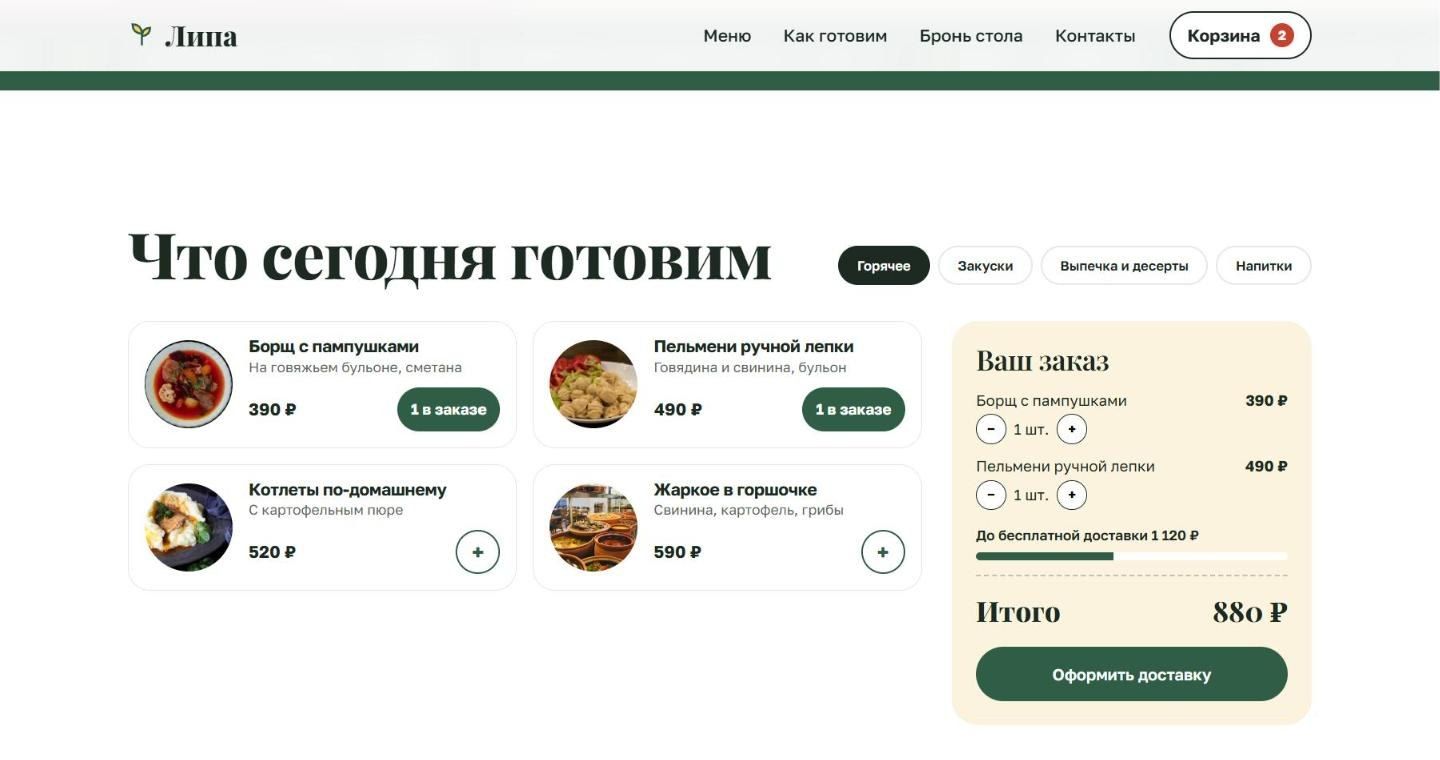 Липа
Меню
Как готовим
Бронь стола
Контакты
Корзина 2
Что сегодня готовим
Горячее
Закуски
Выпечка и десерты
Напитки
Борщ с пампушками
На говяжьем бульоне, сметана
390 ₽
1 в заказе
Пельмени ручной лепки
Говядина и свинина, бульон
490 ₽
1 в заказе
Котлеты по-домашнему
С картофельным пюре
520 ₽
+
Жаркое в горшочке
Свинина, картофель, грибы
590 ₽
+
Ваш заказ
Борщ с пампушками 390 ₽
− 1 шт. +
Пельмени ручной лепки 490 ₽
− 1 шт. +
До бесплатной доставки 1 120 ₽
Итого 880 ₽
Оформить доставку